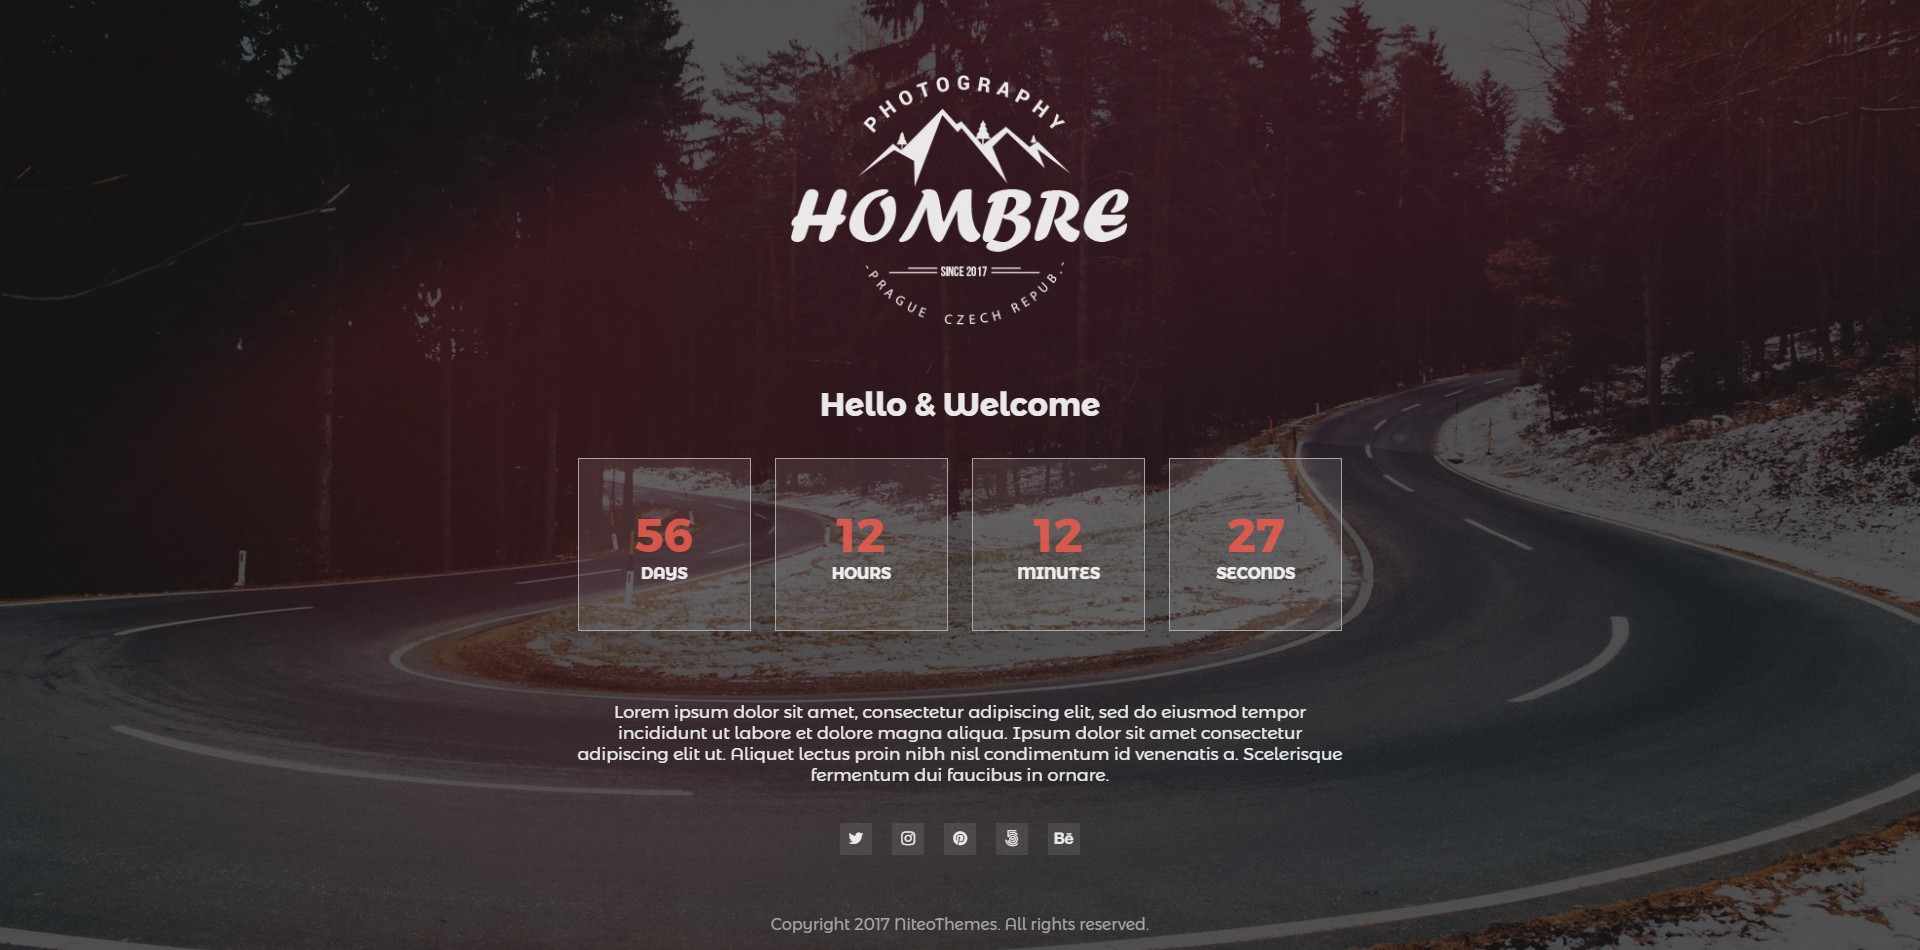 PHOTOGRAPHY
HOMBRE
SINCE 2017
-PRAGUE CZECH REPUB.-
Hello & Welcome
56
DAYS
12
HOURS
12
MINUTES
27
SECONDS
Lorem ipsum dolor sit amet, consectetur adipiscing elit, sed do eiusmod tempor
incididunt ut labore et dolore magna aliqua. Ipsum dolor sit amet consectetur
adipiscing elit ut. Aliquet lectus proin nibh nisl condimentum id venenatis a. Scelerisque
fermentum dui faucibus in ornare.
5
Bē
Copyright 2017 NiteoThemes. All rights reserved.